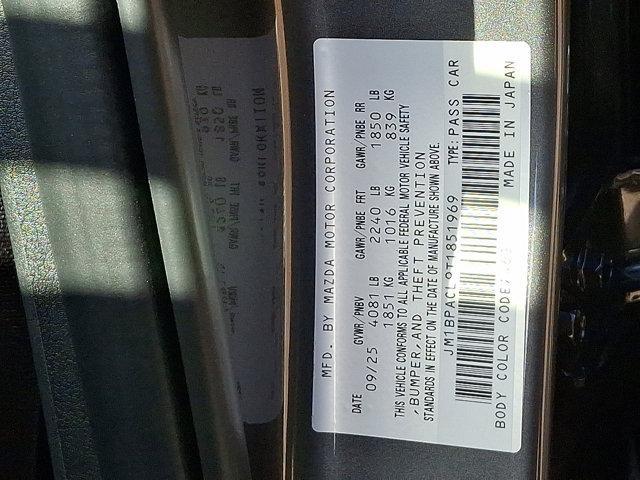 MFD. BY MAZDA MOTOR CORPORATION
DATE GVWR/PNBV GAWR/PNBE FRT GAWR/PNBE RR
09/25 4081 LB 2240 LB 1850 LB
1851 KG 1016 KG 839 KG
THIS VEHICLE CONFORMS TO ALL APPLICABLE FEDERAL MOTOR VEHICLE SAFETY
,BUMPER,AND THEFT PREVENTION
STANDARDS IN EFFECT ON THE DATE OF MANUFACTURE SHOWN ABOVE.
JM1BPACL9T1851969 TYPE:PASS CAR
BODY COLOR CODE: MADE IN JAPAN